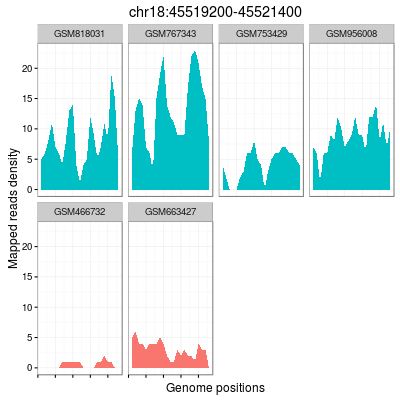 chr18:45519200-45521400
GSM818031 GSM767343 GSM753429 GSM956008
20
15
10
5
0
Mapped reads density
GSM466732 GSM663427
20
15
10
5
0
Genome positions